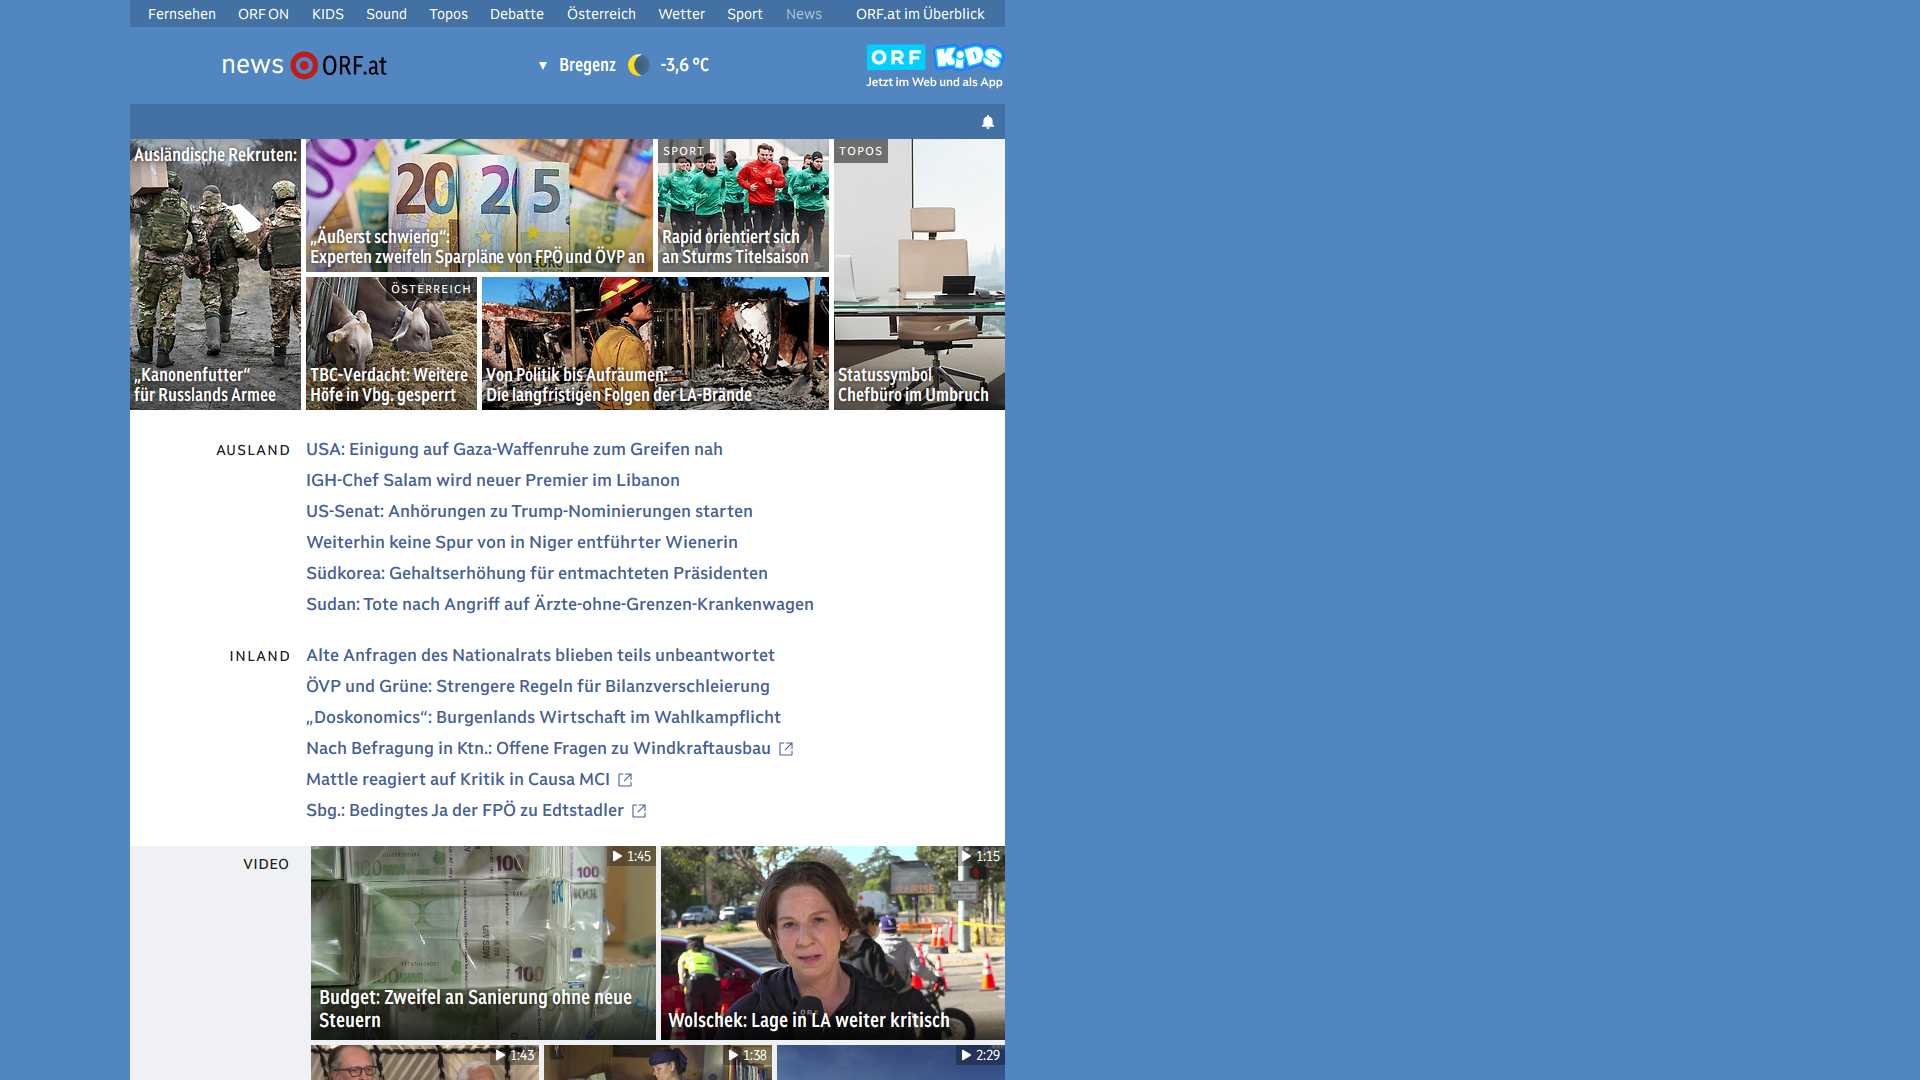 Fernsehen ORF ON KIDS Sound Topos Debatte Österreich Wetter Sport News ORF.at im Überblick
news ORF.at
▼ Bregenz -3,6 °C
ORF KiDS
Jetzt im Web und als App
Ausländische Rekruten:
„Kanonenfutter“
für Russlands Armee
2025
„Äußerst schwierig“:
Experten zweifeln Sparpläne von FPÖ und ÖVP an
SPORT
Rapid orientiert sich
an Sturms Titelsaison
TOPOS
Statussymbol
Chefbüro im Umbruch
ÖSTERREICH
TBC-Verdacht: Weitere
Höfe in Vbg. gesperrt
Von Politik bis Aufräumen:
Die langfristigen Folgen der LA-Brände
AUSLAND
USA: Einigung auf Gaza-Waffenruhe zum Greifen nah
IGH-Chef Salam wird neuer Premier im Libanon
US-Senat: Anhörungen zu Trump-Nominierungen starten
Weiterhin keine Spur von in Niger entführter Wienerin
Südkorea: Gehaltserhöhung für entmachteten Präsidenten
Sudan: Tote nach Angriff auf Ärzte-ohne-Grenzen-Krankenwagen
INLAND
Alte Anfragen des Nationalrats blieben teils unbeantwortet
ÖVP und Grüne: Strengere Regeln für Bilanzverschleierung
„Doskonomics“: Burgenlands Wirtschaft im Wahlkampflicht
Nach Befragung in Ktn.: Offene Fragen zu Windkraftausbau
Mattle reagiert auf Kritik in Causa MCI
Sbg.: Bedingtes Ja der FPÖ zu Edtstadler
VIDEO
1:45
100
100
100
Budget: Zweifel an Sanierung ohne neue
Steuern
1:15
Wolschek: Lage in LA weiter kritisch
1:43
1:38
2:29